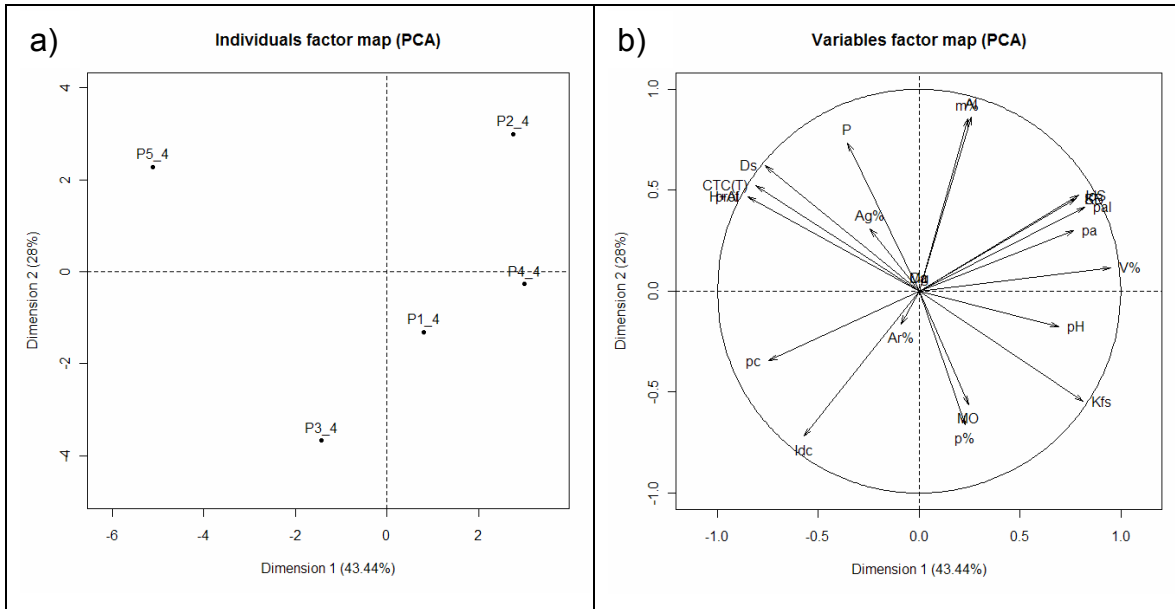 a)
Individuals factor map (PCA)
Dimension 2 (28%)
4
2
0
-2
-4
P5_4
P2_4
P4_4
P1_4
P3_4
-6
-4
-2
0
2
Dimension 1 (43.44%)
b)
Variables factor map (PCA)
Dimension 2 (28%)
1.0
0.5
0.0
-0.5
-1.0
m%
P
Ds
CTC(T)
Ag%
pal
pa
V%
pH
Ar%
pc
Kfs
MO
p%
Idc
-1.0
-0.5
0.0
0.5
1.0
Dimension 1 (43.44%)